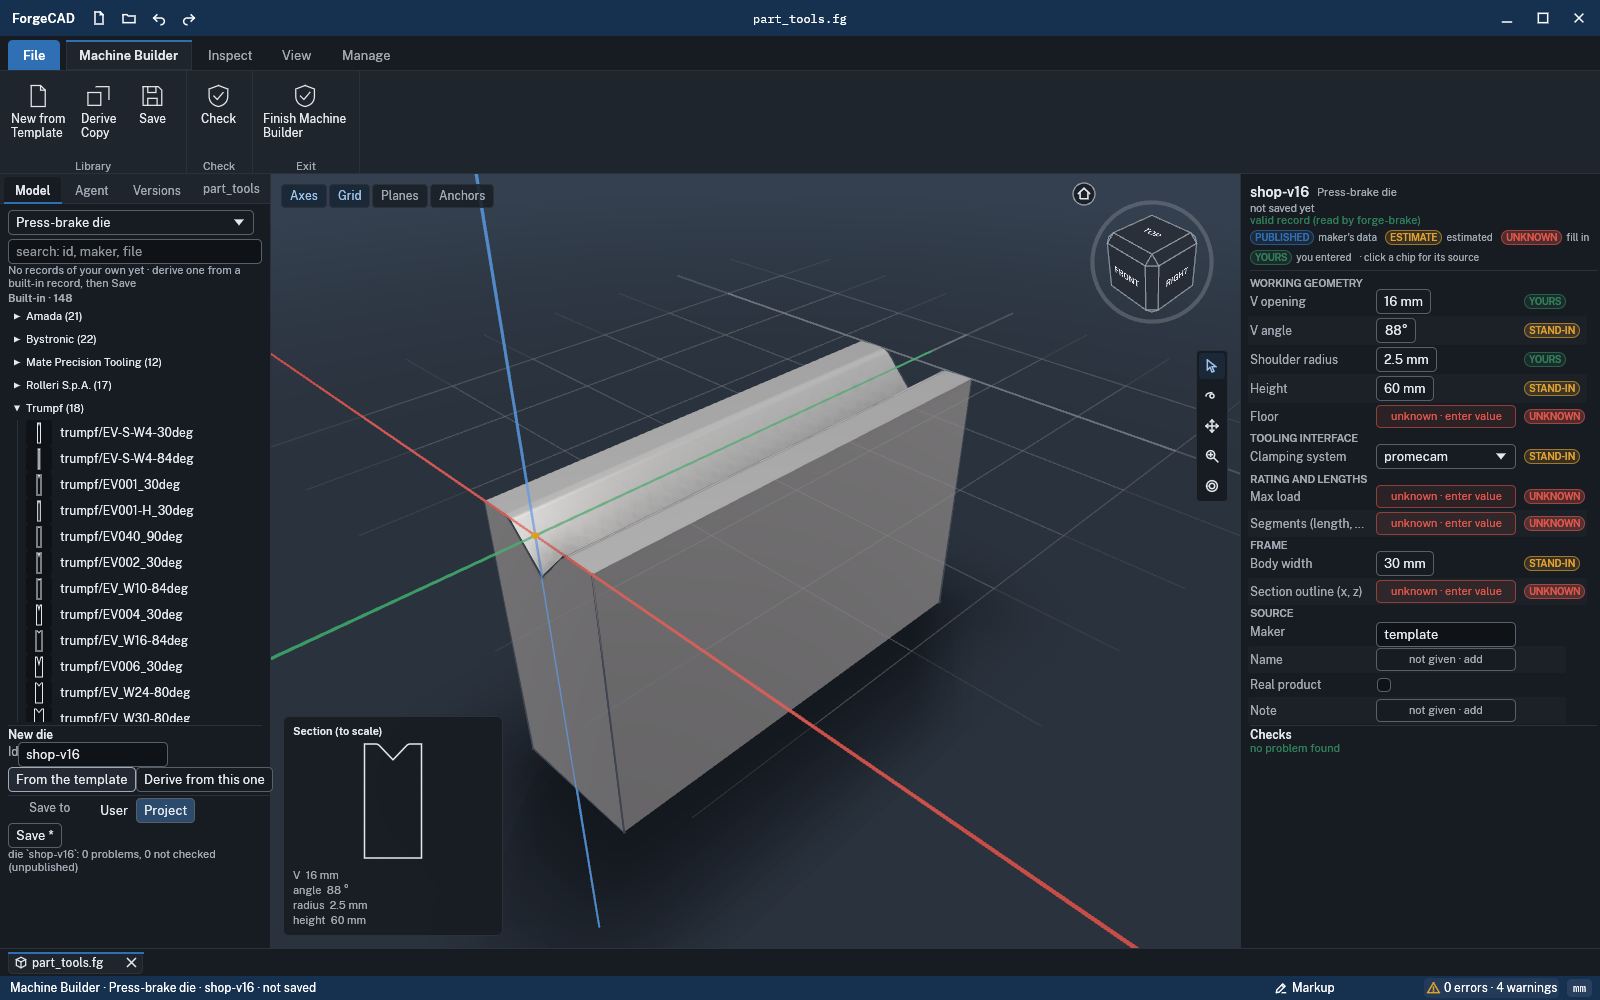 ForgeCAD
part_tools.fg
File Machine Builder Inspect View Manage
New from Template
Derive Copy
Save
Check
Finish Machine Builder
Library
Check
Exit
Model Agent Versions part_tools
Press-brake die
search: id, maker, file
No records of your own yet · derive one from a
built-in record, then Save
Built-in · 148
Amada (21)
Bystronic (22)
Mate Precision Tooling (12)
Rolleri S.p.A. (17)
Trumpf (18)
trumpf/EV-S-W4-30deg
trumpf/EV-S-W4-84deg
trumpf/EV001_30deg
trumpf/EV001-H_30deg
trumpf/EV040_90deg
trumpf/EV002_30deg
trumpf/EV_W10-84deg
trumpf/EV004_30deg
trumpf/EV_W16-84deg
trumpf/EV006_30deg
trumpf/EV_W24-80deg
trumpf/EV_W30-80deg
New die
Id shop-v16
From the template Derive from this one
Save to User Project
Save *
die `shop-v16`: 0 problems, 0 not checked
(unpublished)
Axes Grid Planes Anchors
TOP
FRONT RIGHT
Section (to scale)
V 16 mm
angle 88 °
radius 2.5 mm
height 60 mm
shop-v16 Press-brake die
not saved yet
valid record (read by forge-brake)
PUBLISHED maker's data ESTIMATE estimated UNKNOWN fill in
YOURS you entered · click a chip for its source
WORKING GEOMETRY
V opening 16 mm YOURS
V angle 88° STAND-IN
Shoulder radius 2.5 mm YOURS
Height 60 mm STAND-IN
Floor unknown · enter value UNKNOWN
TOOLING INTERFACE
Clamping system promecam STAND-IN
RATING AND LENGTHS
Max load unknown · enter value UNKNOWN
Segments (length, ... unknown · enter value UNKNOWN
FRAME
Body width 30 mm STAND-IN
Section outline (x, z) unknown · enter value UNKNOWN
SOURCE
Maker template
Name not given · add
Real product
Note not given · add
Checks
no problem found
part_tools.fg
Machine Builder · Press-brake die · shop-v16 · not saved
Markup
0 errors · 4 warnings mm